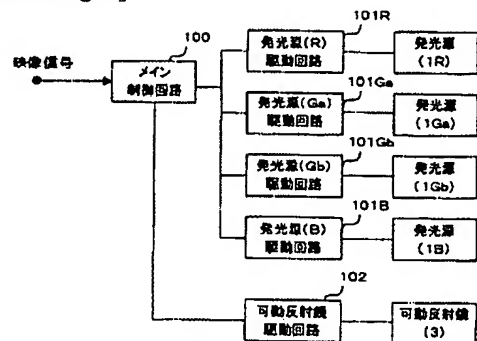 映像信号
100
メイン
制御回路
101R
発光源(R)
駆動回路
発光源
(1R)
101Ga
発光源(Ga)
駆動回路
発光源
(1Ga)
101Gb
発光源(Gb)
駆動回路
発光源
(1Gb)
101B
発光源(B)
駆動回路
発光源
(1B)
102
可動反射鏡
駆動回路
可動反射鏡
(3)